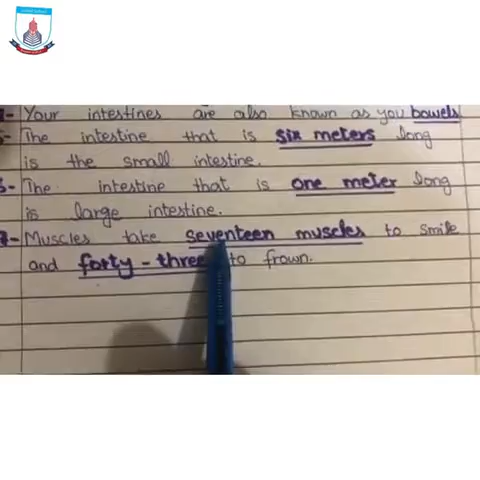 Your intestines are also known as you bowels
The intestine that is six meters long
is the small intestine.
6- The intestine that is one meter long
is large intestine.
7- Muscles take seventeen muscles to smile
and forty-three to frown.